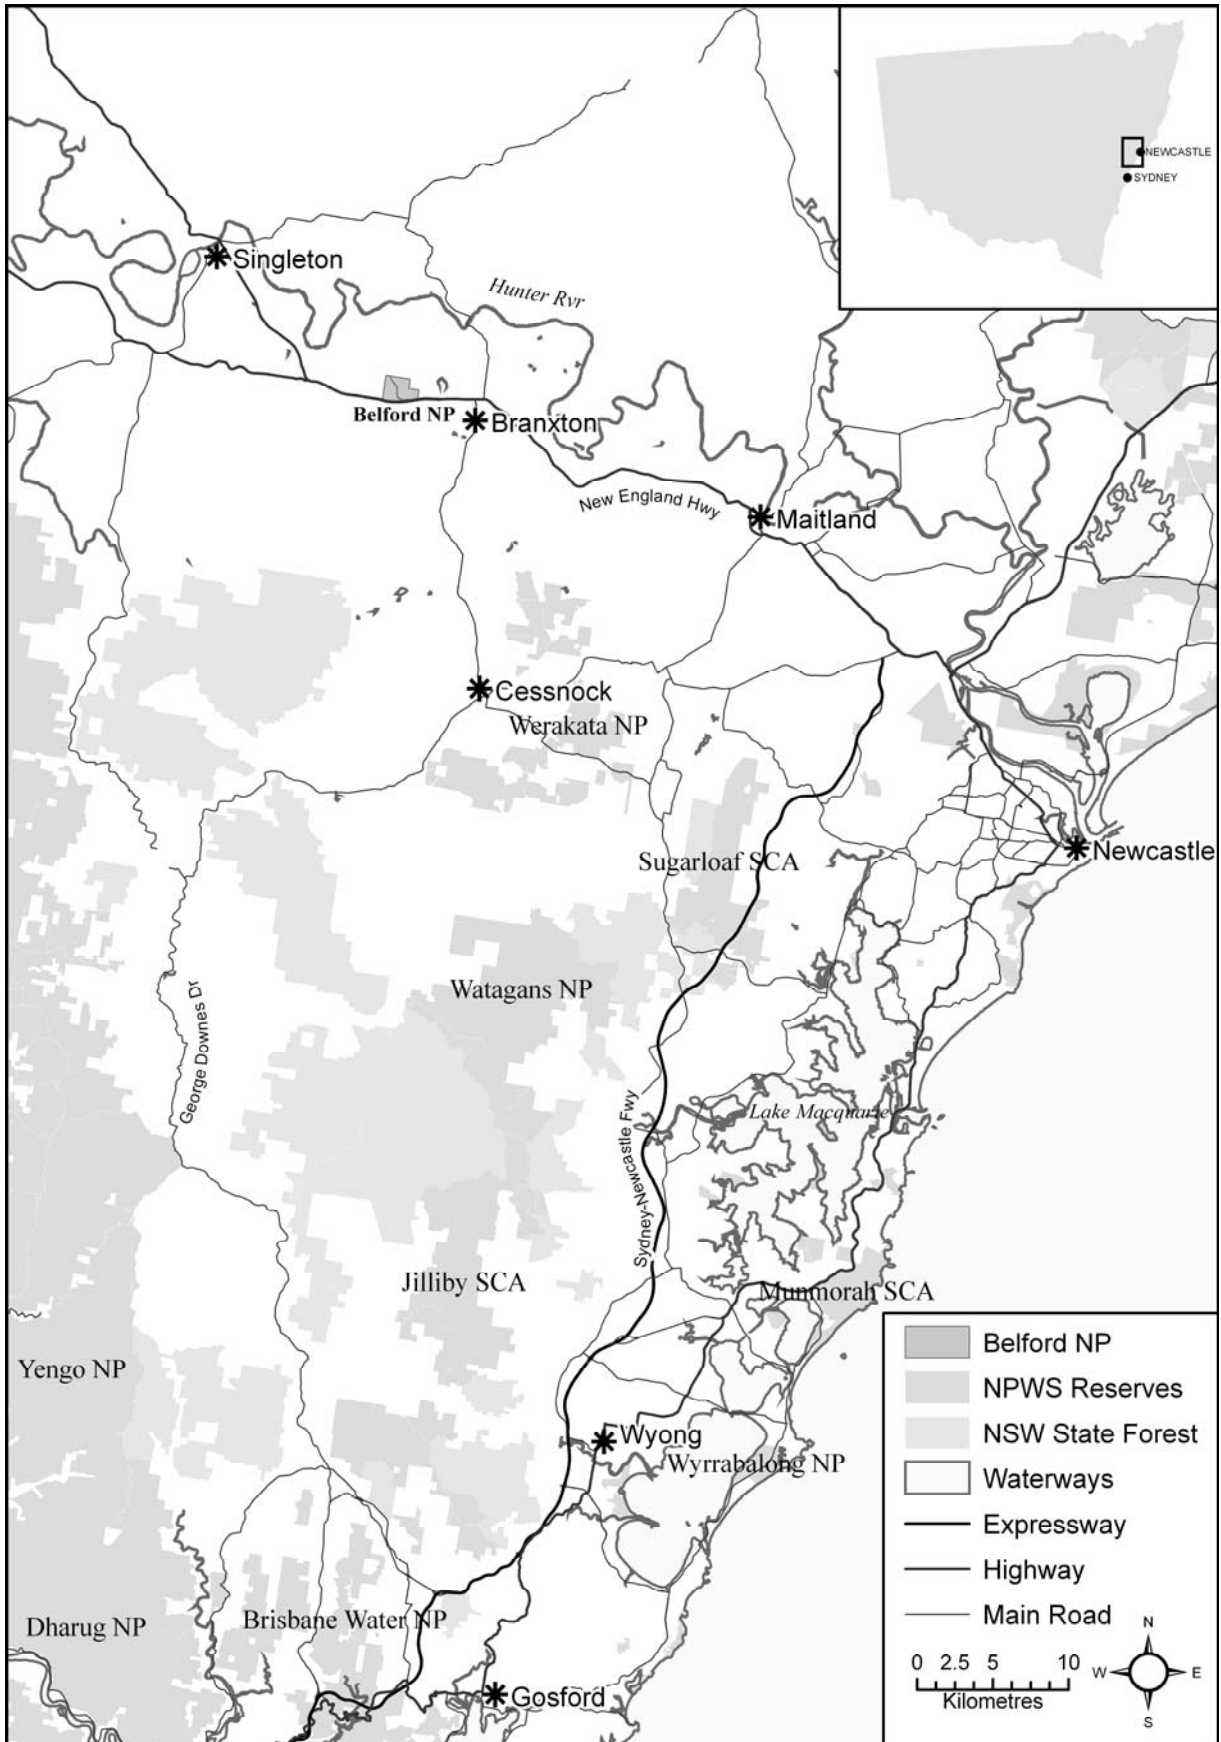 NEWCASTLE
SYDNEY
Singleton
Hunter Rvr
Belford NP
Branxton
New England Hwy
Maitland
Cessnock
Werakata NP
Newcastle
Sugarloaf SCA
Watagans NP
George Downes Dr
Sydney-Newcastle Fwy
Lake Macquarie
Jilliby SCA
Munmorah SCA
Yengo NP
Wyong
Wyrrabalong NP
Dharug NP
Brisbane Water NP
Gosford
Belford NP
NPWS Reserves
NSW State Forest
Waterways
Expressway
Highway
Main Road
0 2.5 5 10
Kilometres
N
W E
S